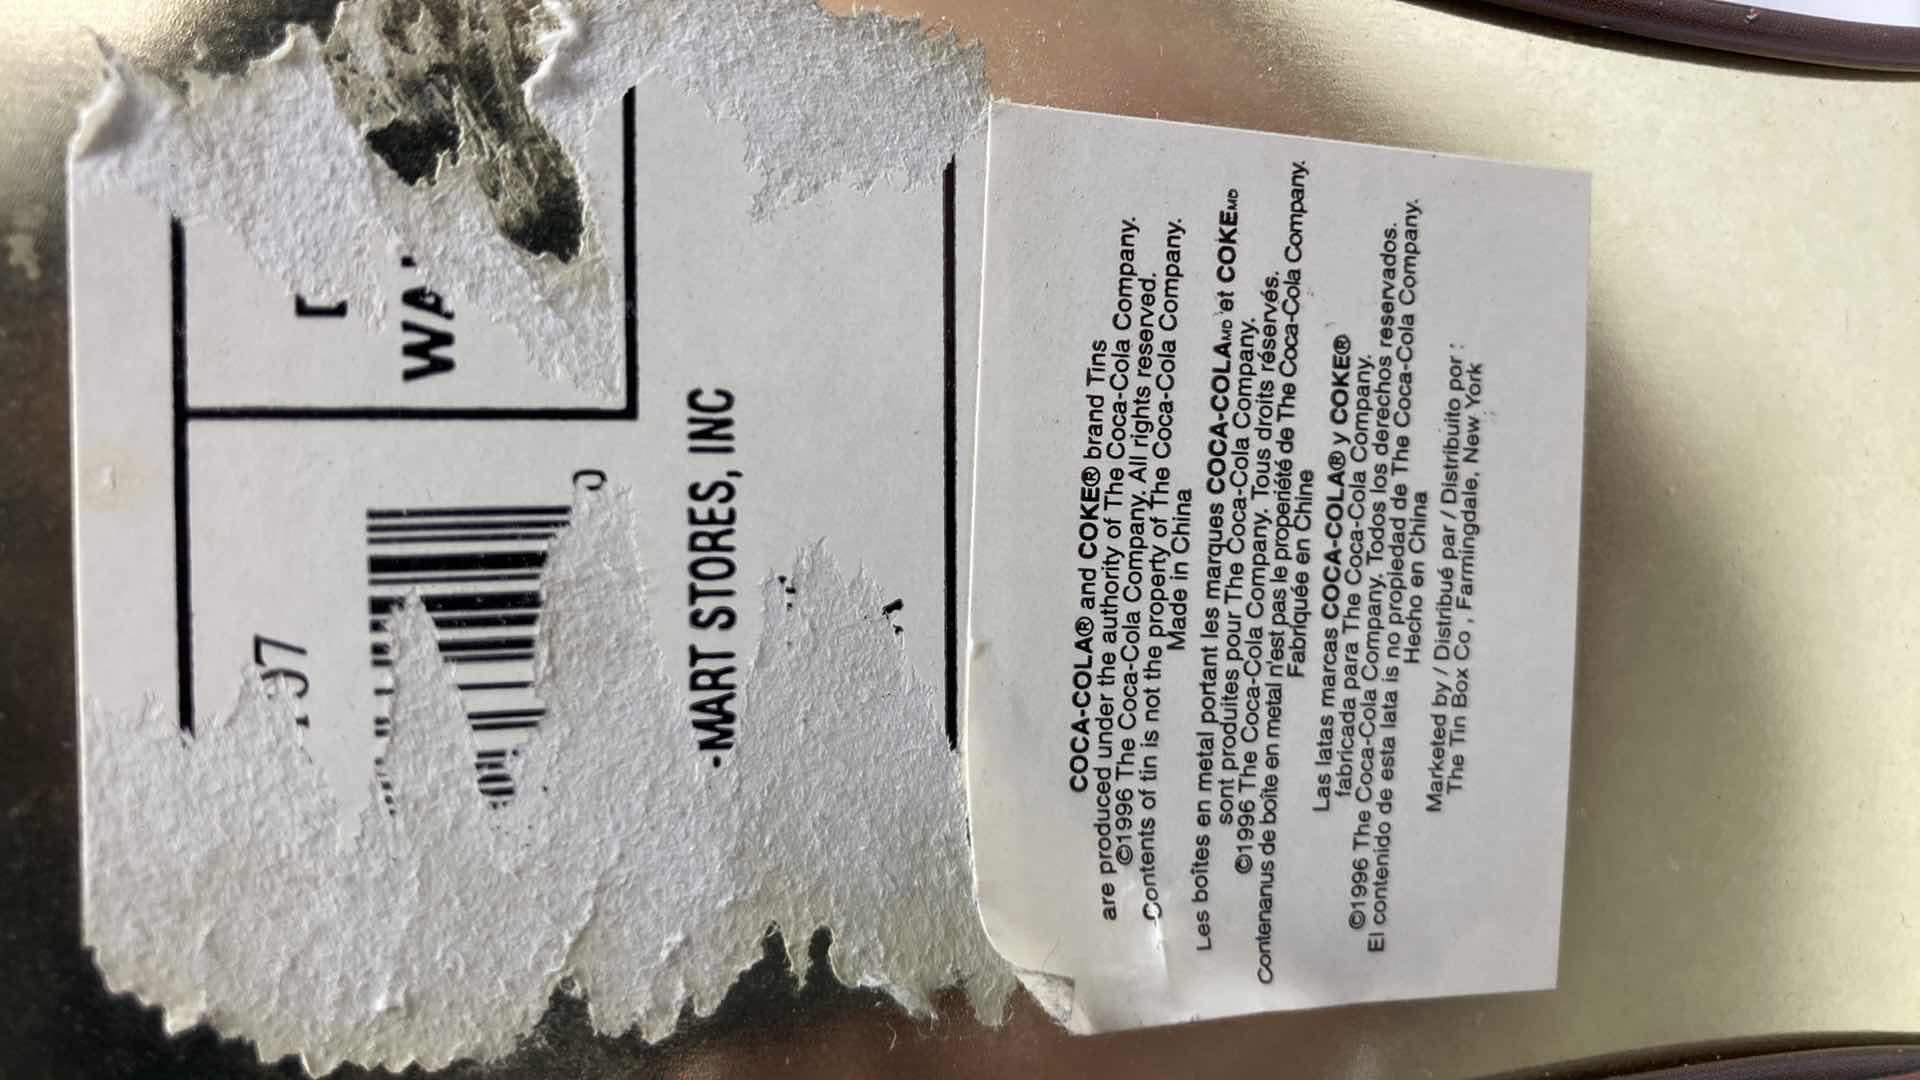 WA
97
0
-MART STORES, INC
COCA-COLA® and COKE® brand Tins
are produced under the authority of The Coca-Cola Company.
©1996 The Coca-Cola Company. All rights reserved.
Contents of tin is not the property of The Coca-Cola Company.
Made in China
Les boîtes en metal portant les marques COCA-COLAMD et COKEMD
sont produites pour The Coca-Cola Company.
©1996 The Coca-Cola Company. Tous droits réservés.
Contenanus de boîte en metal n'est pas le properiété de The Coca-Cola Company.
Fabriquée en Chine
Las latas marcas COCA-COLA® y COKE®
fabricada para The Coca-Cola Company.
©1996 The Coca-Cola Company. Todos los derechos reservados.
El contenido de esta lata is no propiedad de The Coca-Cola Company.
Hecho en China
Marketed by / Distribué par / Distribuito por :
The Tin Box Co , Farmingdale, New York